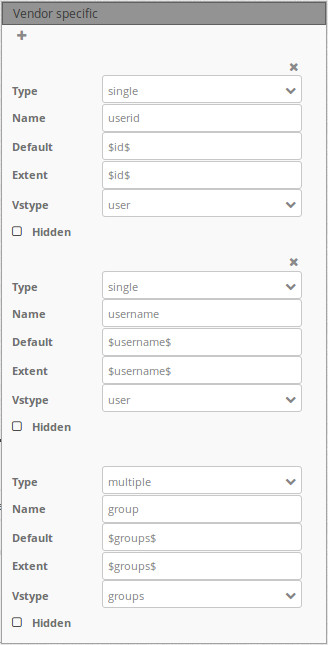 Vendor specific
Type single
Name userid
Default $id$
Extent $id$
Vstype user
Hidden
Type single
Name username
Default $username$
Extent $username$
Vstype user
Hidden
Type multiple
Name group
Default $groups$
Extent $groups$
Vstype groups
Hidden